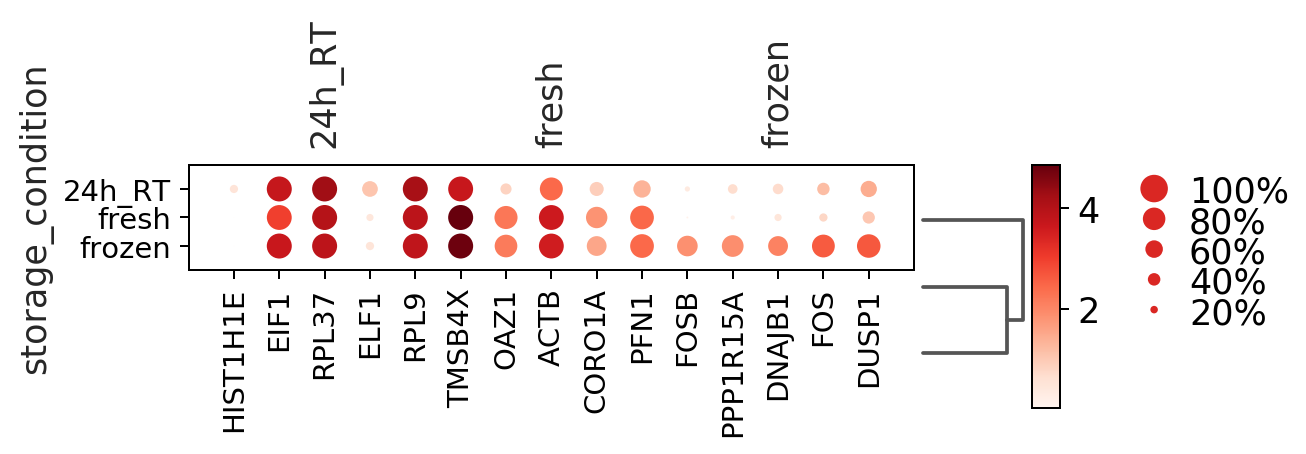 24h_RT
fresh
frozen
storage_condition
24h_RT
fresh
frozen
HIST1H1E
EIF1
RPL37
ELF1
RPL9
TMSB4X
OAZ1
ACTB
CORO1A
PFN1
FOSB
PPP1R15A
DNAJB1
FOS
DUSP1
4
2
100%
80%
60%
40%
20%